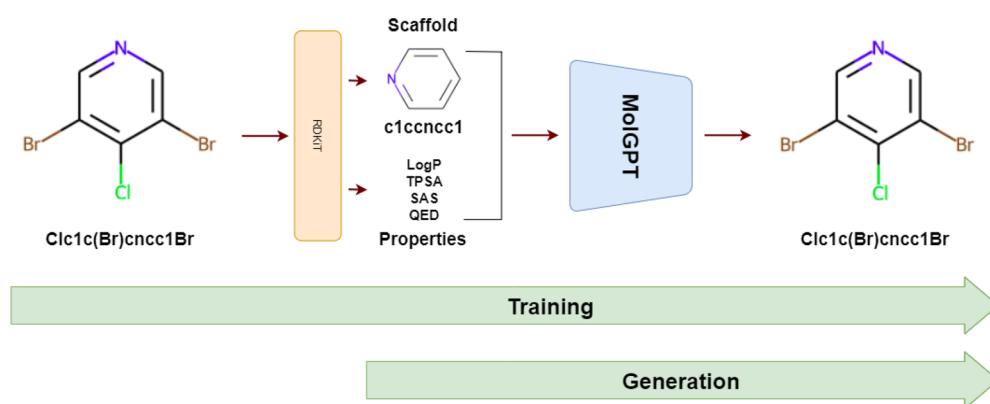 N
Br
Br
Cl
Clc1c(Br)cncc1Br
RDKIT
Scaffold
N
c1ccncc1
LogP
TPSA
SAS
QED
Properties
MolGPT
N
Br
Br
Cl
Clc1c(Br)cncc1Br
Training
Generation